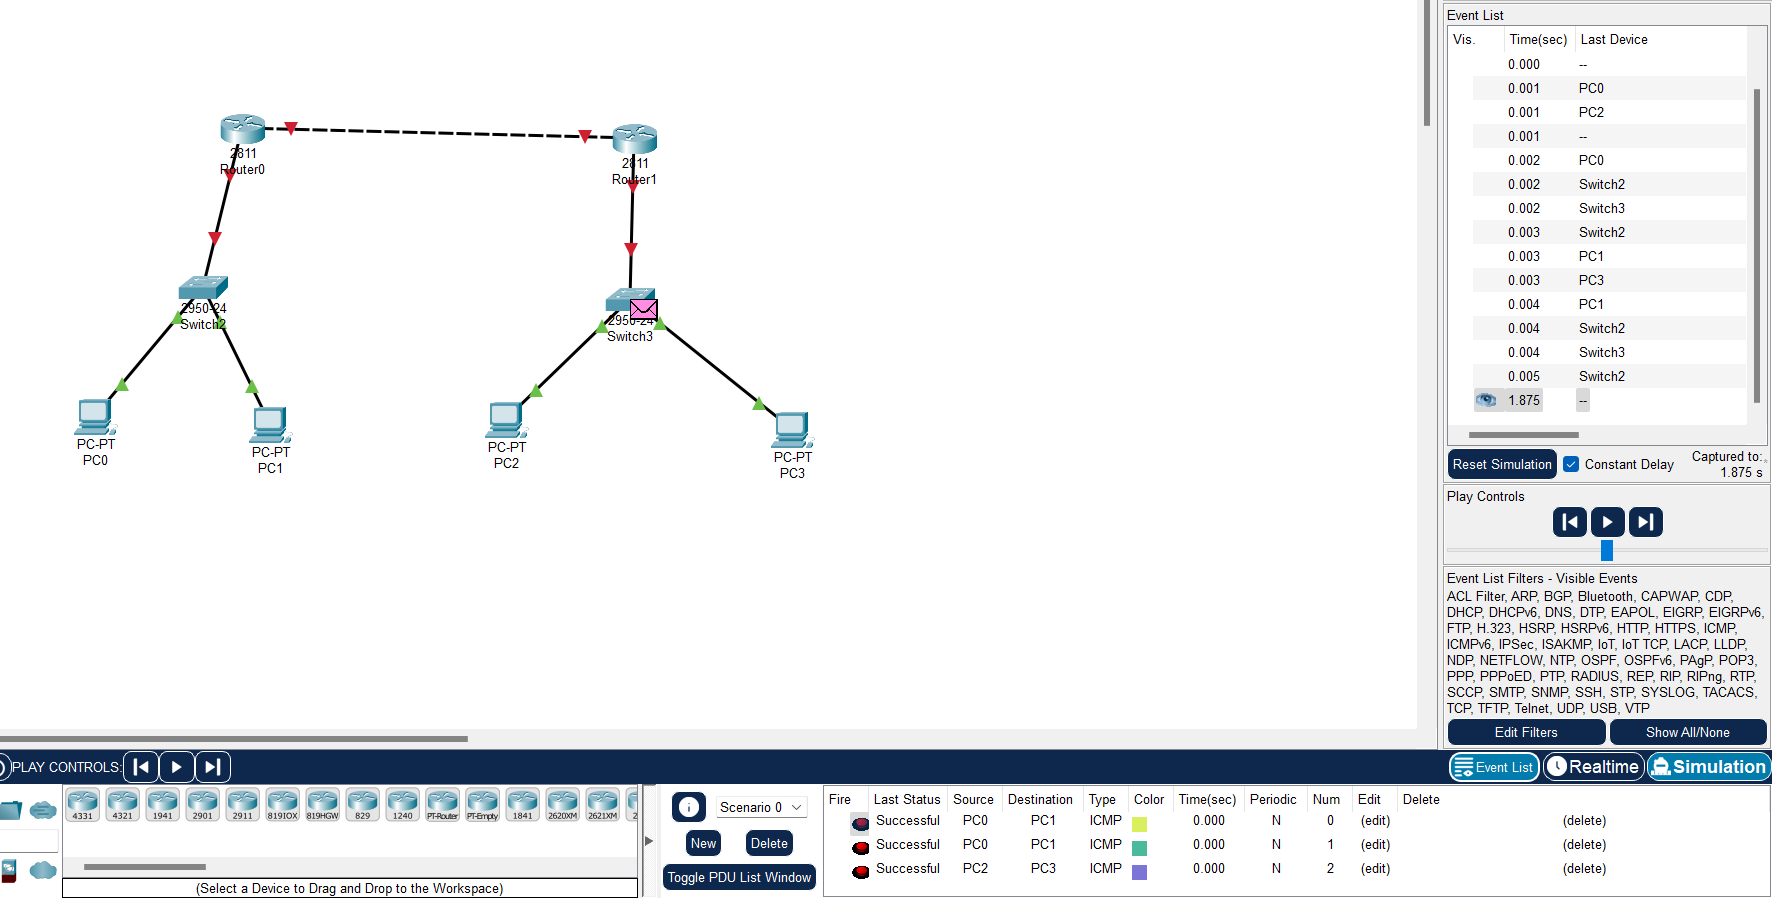 2811
Router0
2811
Router1
2950-24
Switch2
2950-24
Switch3
PC-PT
PC0
PC-PT
PC1
PC-PT
PC2
PC-PT
PC3
Event List
Vis. Time(sec) Last Device
0.000 --
0.001 PC0
0.001 PC2
0.001 --
0.002 PC0
0.002 Switch2
0.002 Switch3
0.003 Switch2
0.003 PC1
0.003 PC3
0.004 PC1
0.004 Switch2
0.004 Switch3
0.005 Switch2
1.875 --
Reset Simulation Constant Delay Captured to:
1.875 s
Play Controls
Event List Filters - Visible Events
ACL Filter, ARP, BGP, Bluetooth, CAPWAP, CDP,
DHCP, DHCPv6, DNS, DTP, EAPOL, EIGRP, EIGRPv6,
FTP, H.323, HSRP, HSRPv6, HTTP, HTTPS, ICMP,
ICMPv6, IPSec, ISAKMP, IoT, IoT TCP, LACP, LLDP,
NDP, NETFLOW, NTP, OSPF, OSPFv6, PAgP, POP3,
PPP, PPPoED, PTP, RADIUS, REP, RIP, RIPng, RTP,
SCCP, SMTP, SNMP, SSH, STP, SYSLOG, TACACS,
TCP, TFTP, Telnet, UDP, USB, VTP
Edit Filters Show All/None
PLAY CONTROLS: Event List Realtime Simulation
4331 4321 1941 2901 2911 819IOX 819HGW 829 1240 PT-Router PT-Empty 1841 2620XM 2621XM 2
(Select a Device to Drag and Drop to the Workspace)
Scenario 0
New Delete
Toggle PDU List Window
Fire Last Status Source Destination Type Color Time(sec) Periodic Num Edit Delete
Successful PC0 PC1 ICMP 0.000 N 0 (edit) (delete)
Successful PC0 PC1 ICMP 0.000 N 1 (edit) (delete)
Successful PC2 PC3 ICMP 0.000 N 2 (edit) (delete)